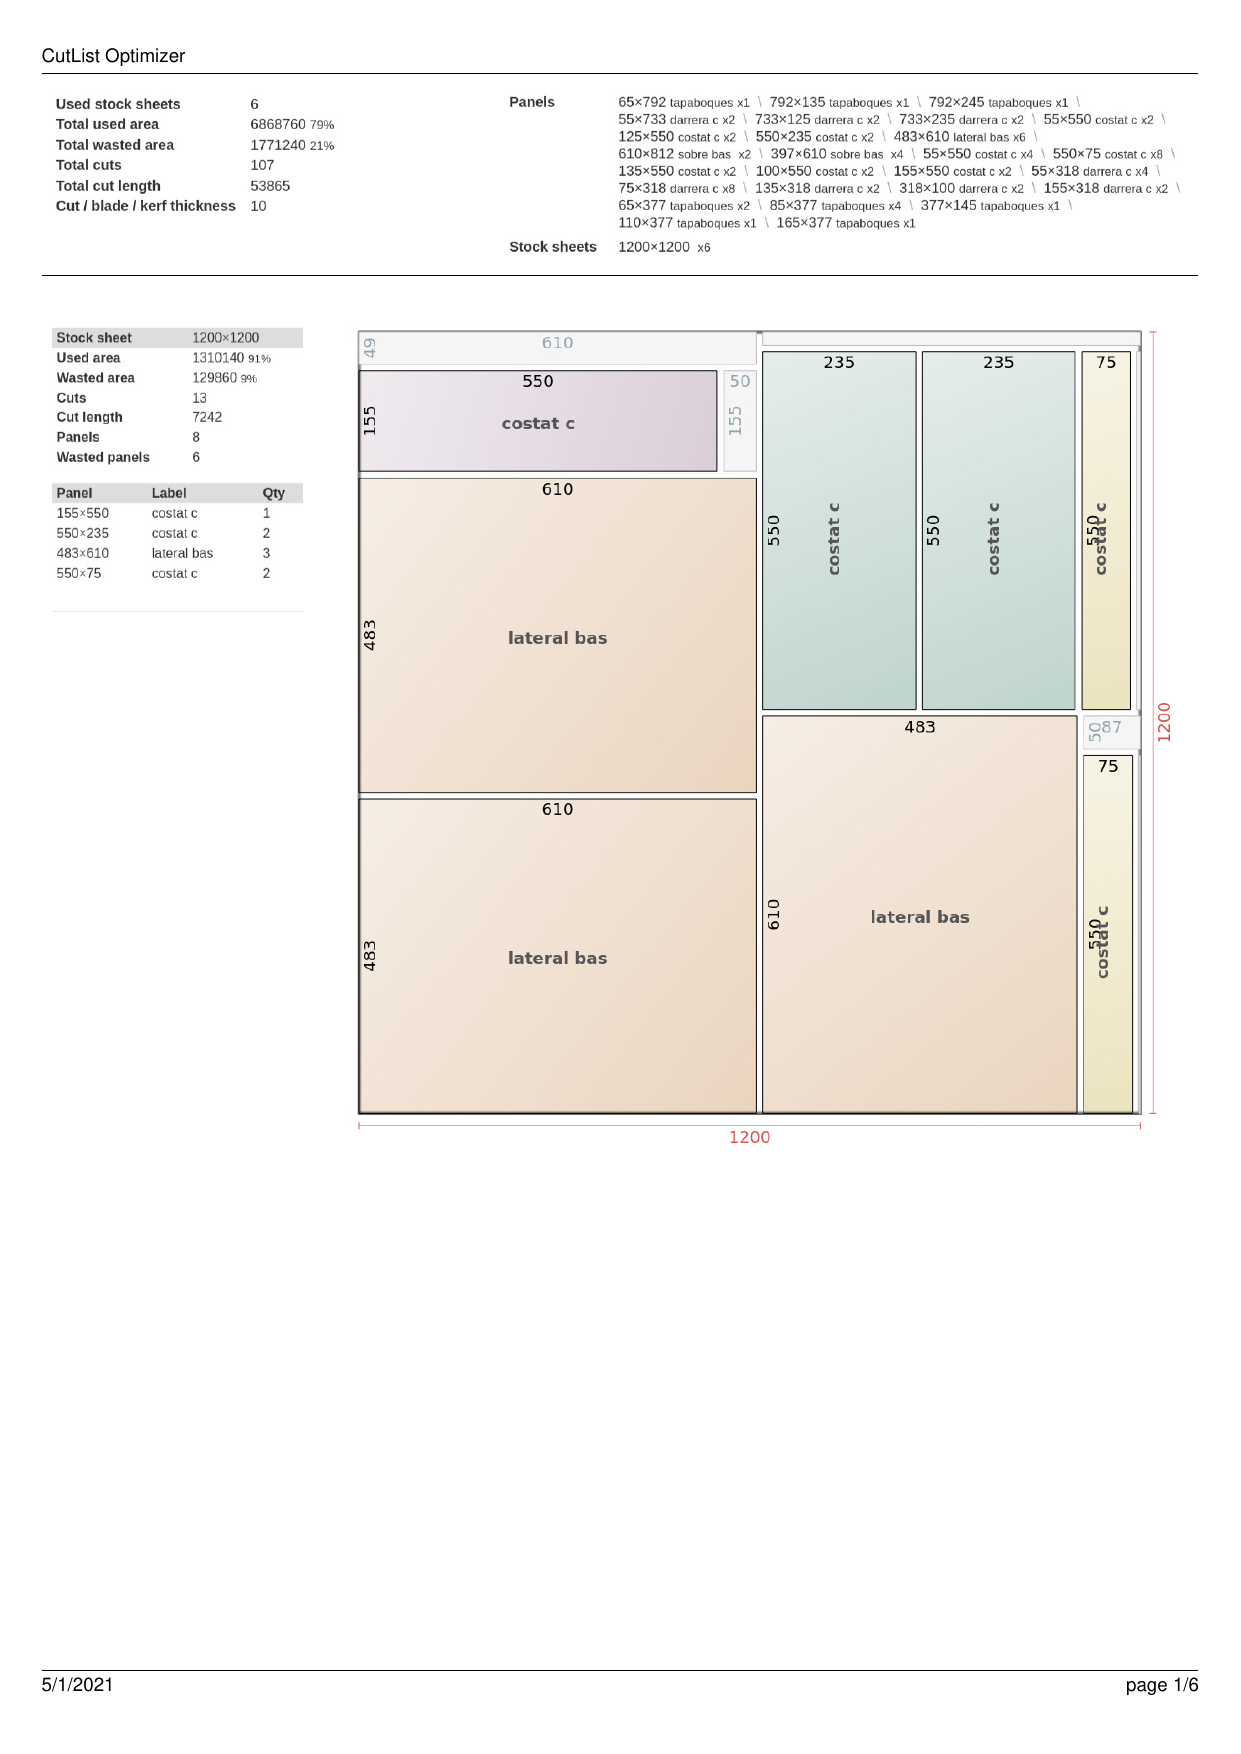 CutList Optimizer
Used stock sheets 6
Total used area 6868760 79%
Total wasted area 1771240 21%
Total cuts 107
Total cut length 53865
Cut / blade / kerf thickness 10
Panels 65×792 tapaboques x1 \ 792×135 tapaboques x1 \ 792×245 tapaboques x1 \
55×733 darrera c x2 \ 733×125 darrera c x2 \ 733×235 darrera c x2 \ 55×550 costat c x2 \
125×550 costat c x2 \ 550×235 costat c x2 \ 483×610 lateral bas x6 \
610×812 sobre bas x2 \ 397×610 sobre bas x4 \ 55×550 costat c x4 \ 550×75 costat c x8 \
135×550 costat c x2 \ 100×550 costat c x2 \ 155×550 costat c x2 \ 55×318 darrera c x4 \
75×318 darrera c x8 \ 135×318 darrera c x2 \ 318×100 darrera c x2 \ 155×318 darrera c x2 \
65×377 tapaboques x2 \ 85×377 tapaboques x4 \ 377×145 tapaboques x1 \
110×377 tapaboques x1 \ 165×377 tapaboques x1
Stock sheets 1200×1200 x6
Stock sheet 1200×1200
Used area 1310140 91%
Wasted area 129860 9%
Cuts 13
Cut length 7242
Panels 8
Wasted panels 6
Panel Label Qty
155×550 costat c 1
550×235 costat c 2
483×610 lateral bas 3
550×75 costat c 2
49
610
550
155
costat c
50
155
235
550
costat c
235
550
costat c
75
550
costat c
610
483
lateral bas
483
610
lateral bas
50
87
75
550
costat c
610
483
lateral bas
1200
1200
5/1/2021
page 1/6